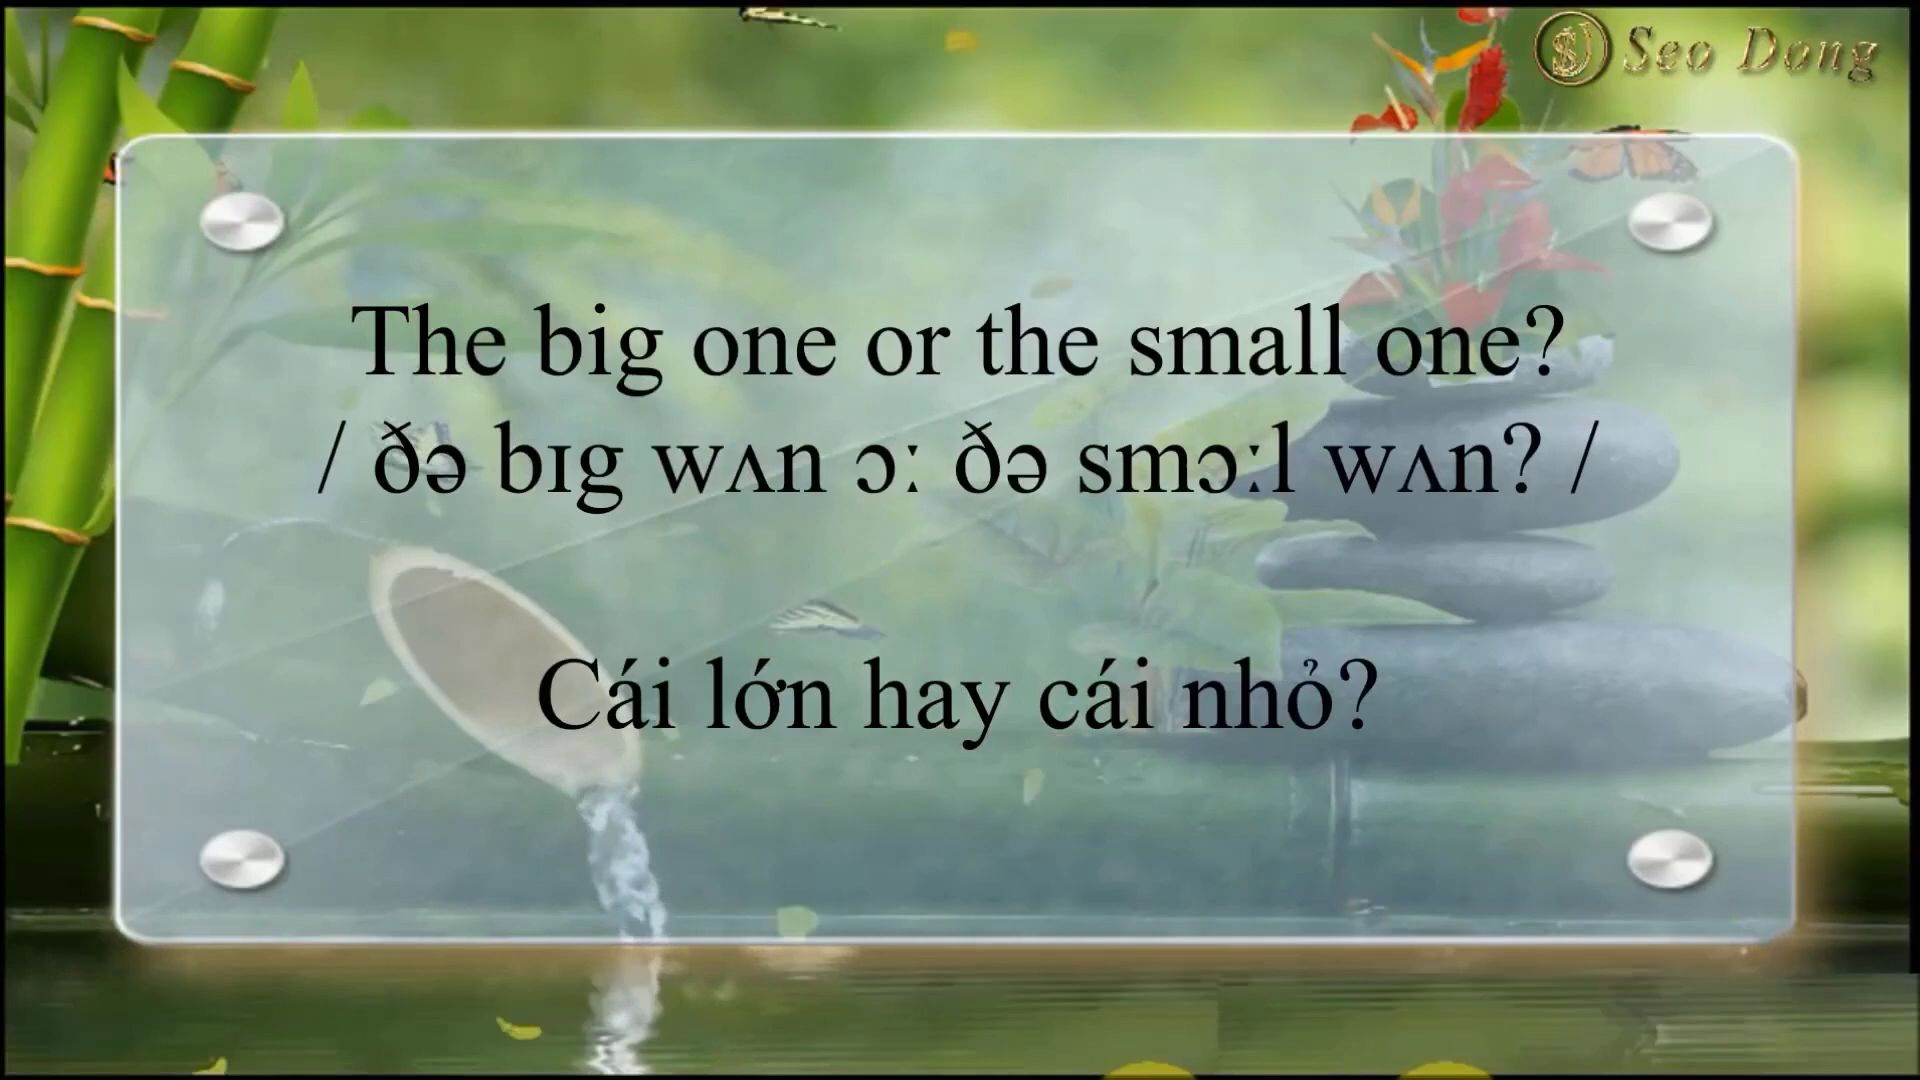 Seo Dong
The big one or the small one?
/ ðə bɪg wʌn ɔː ðə smɔːl wʌn? /
Cái lớn hay cái nhỏ?